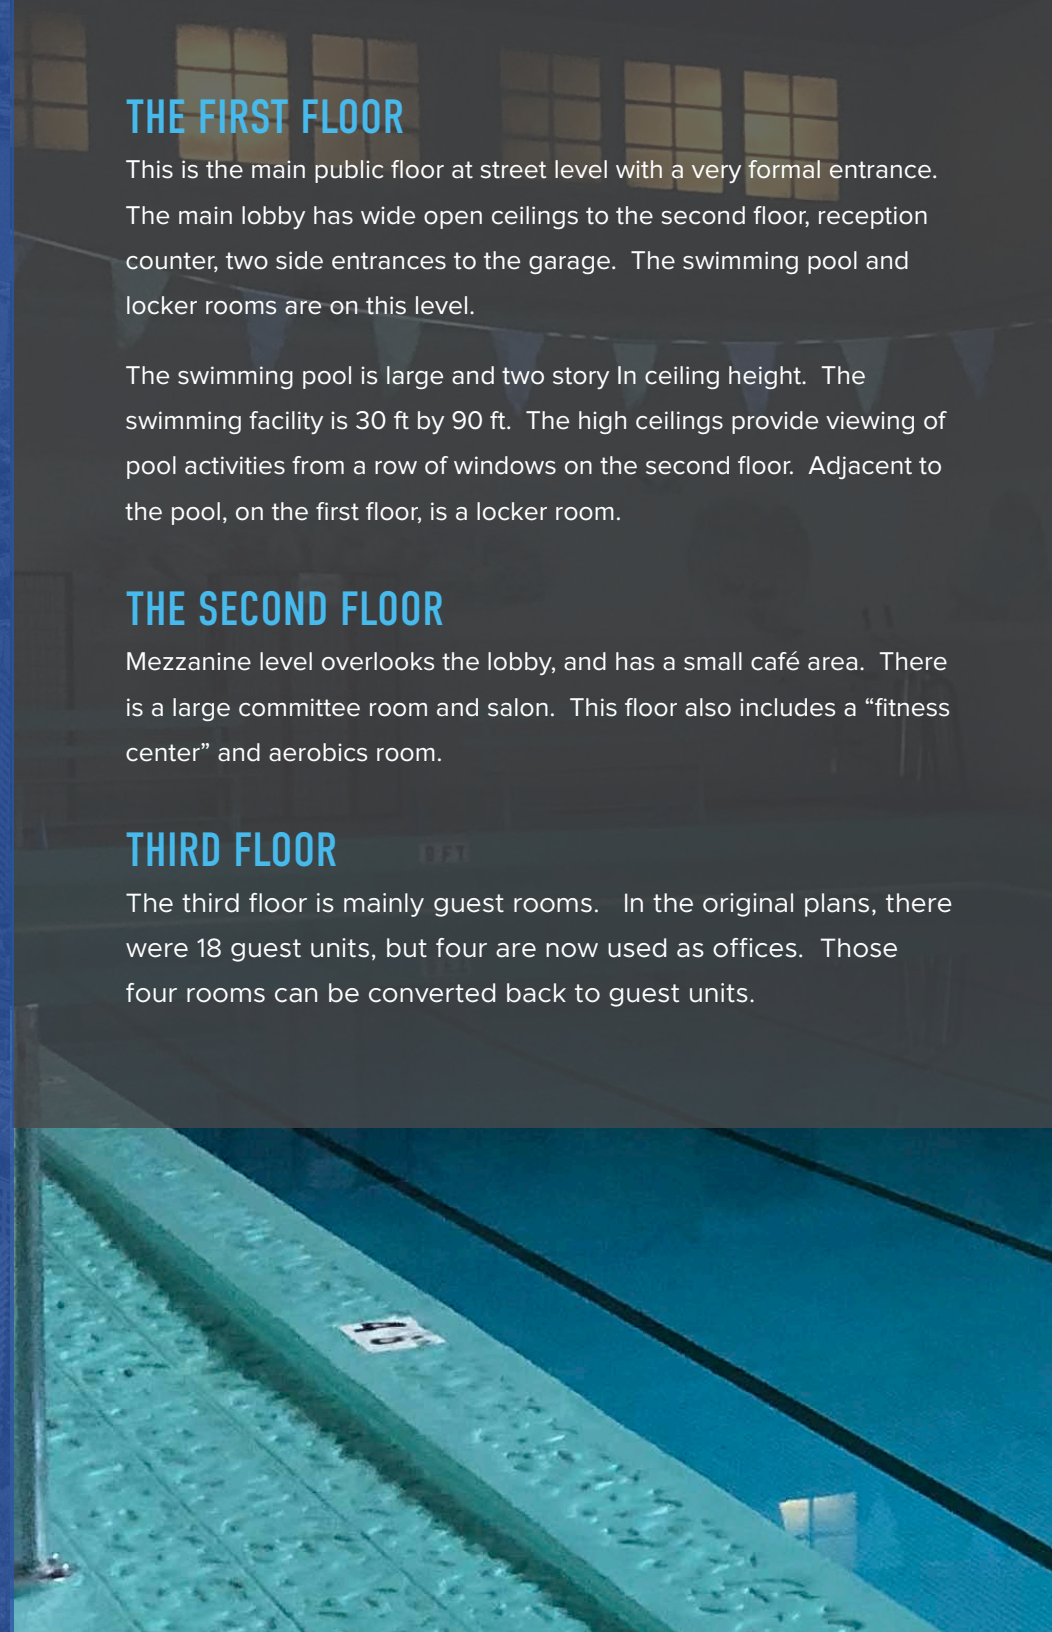 THE FIRST FLOOR
This is the main public floor at street level with a very formal entrance.
The main lobby has wide open ceilings to the second floor, reception
counter, two side entrances to the garage.  The swimming pool and
locker rooms are on this level.
The swimming pool is large and two story In ceiling height.  The
swimming facility is 30 ft by 90 ft.  The high ceilings provide viewing of
pool activities from a row of windows on the second floor.  Adjacent to
the pool, on the first floor, is a locker room.
THE SECOND FLOOR
Mezzanine level overlooks the lobby, and has a small café area.  There
is a large committee room and salon.  This floor also includes a “fitness
center” and aerobics room.
THIRD FLOOR
8 FT
The third floor is mainly guest rooms.   In the original plans, there
were 18 guest units, but four are now used as offices.  Those
four rooms can be converted back to guest units.